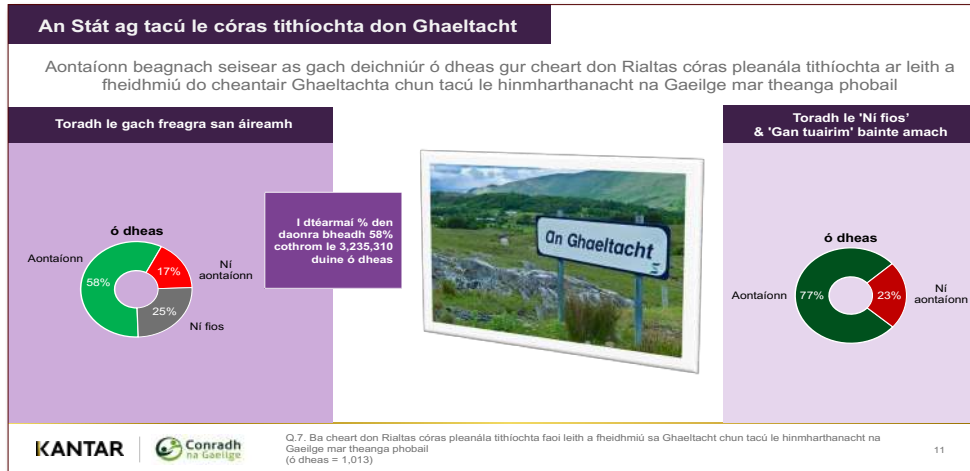 An Stát ag tacú le córas tithíochta don Ghaeltacht
Aontaíonn beagnach seisear as gach deichniúr ó dheas gur cheart don Rialtas córas pleanála tithíochta ar leith a
fheidhmiú do cheantair Ghaeltachta chun tacú le hinmharthanacht na Gaeilge mar theanga phobail
Toradh le gach freagra san áireamh
ó dheas
Aontaíonn
58%
17%
Ní
aontaíonn
25%
Ní fios
I dtéarmaí % den
daonra bheadh 58%
cothrom le 3,235,310
duine ó dheas
An Ghaeltacht
Toradh le 'Ní fios’
& 'Gan tuairim' bainte amach
ó dheas
Aontaíonn
77%
23%
Ní
aontaíonn
KANTAR
Conradh
na Gaeilge
Q.7. Ba cheart don Rialtas córas pleanála tithíochta faoi leith a fheidhmiú sa Ghaeltacht chun tacú le hinmharthanacht na
Gaeilge mar theanga phobail
(ó dheas = 1,013)
11